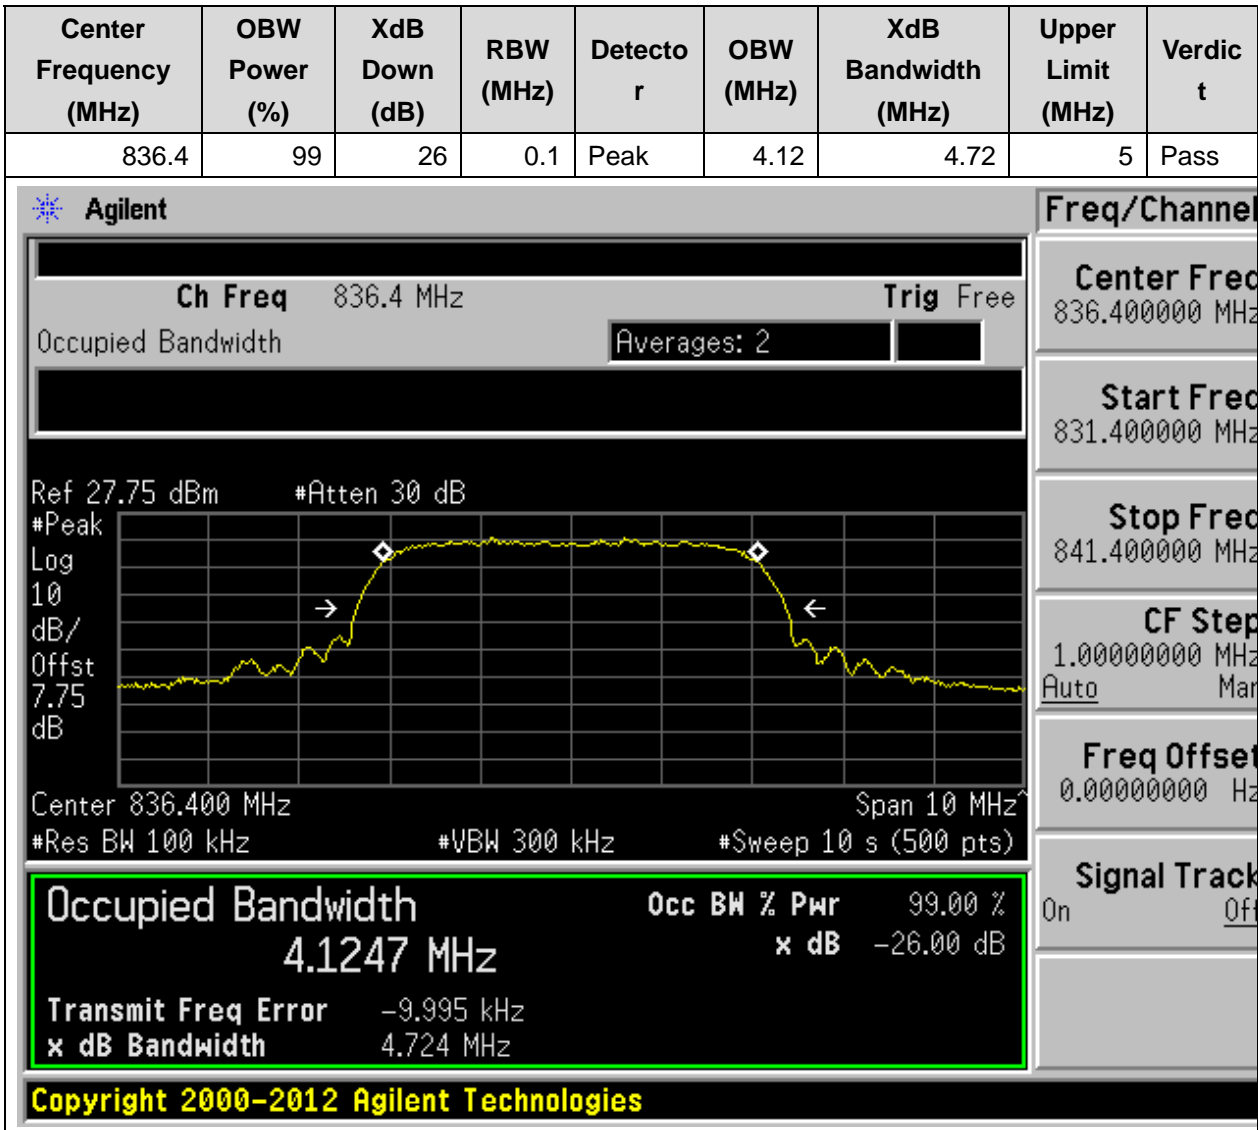 Center Frequency (MHz) OBW Power (%) XdB Down (dB) RBW (MHz) Detecto r OBW (MHz) XdB Bandwidth (MHz) Upper Limit (MHz) Verdic t
836.4 99 26 0.1 Peak 4.12 4.72 5 Pass
Agilent
Freq/Channel
Ch Freq 836.4 MHz Trig Free
Occupied Bandwidth Averages: 2
Ref 27.75 dBm #Atten 30 dB
#Peak
Log
10
dB/
Offst
7.75
dB
Center 836.400 MHz Span 10 MHz^
#Res BW 100 kHz #VBW 300 kHz #Sweep 10 s (500 pts)
Occupied Bandwidth Occ BW % Pwr 99.00 %
4.1247 MHz x dB -26.00 dB
Transmit Freq Error -9.995 kHz
x dB Bandwidth 4.724 MHz
Center Freq
836.400000 MHz
Start Freq
831.400000 MHz
Stop Freq
841.400000 MHz
CF Step
1.00000000 MHz
Auto Man
Freq Offset
0.00000000 Hz
Signal Track
On Off
Copyright 2000-2012 Agilent Technologies